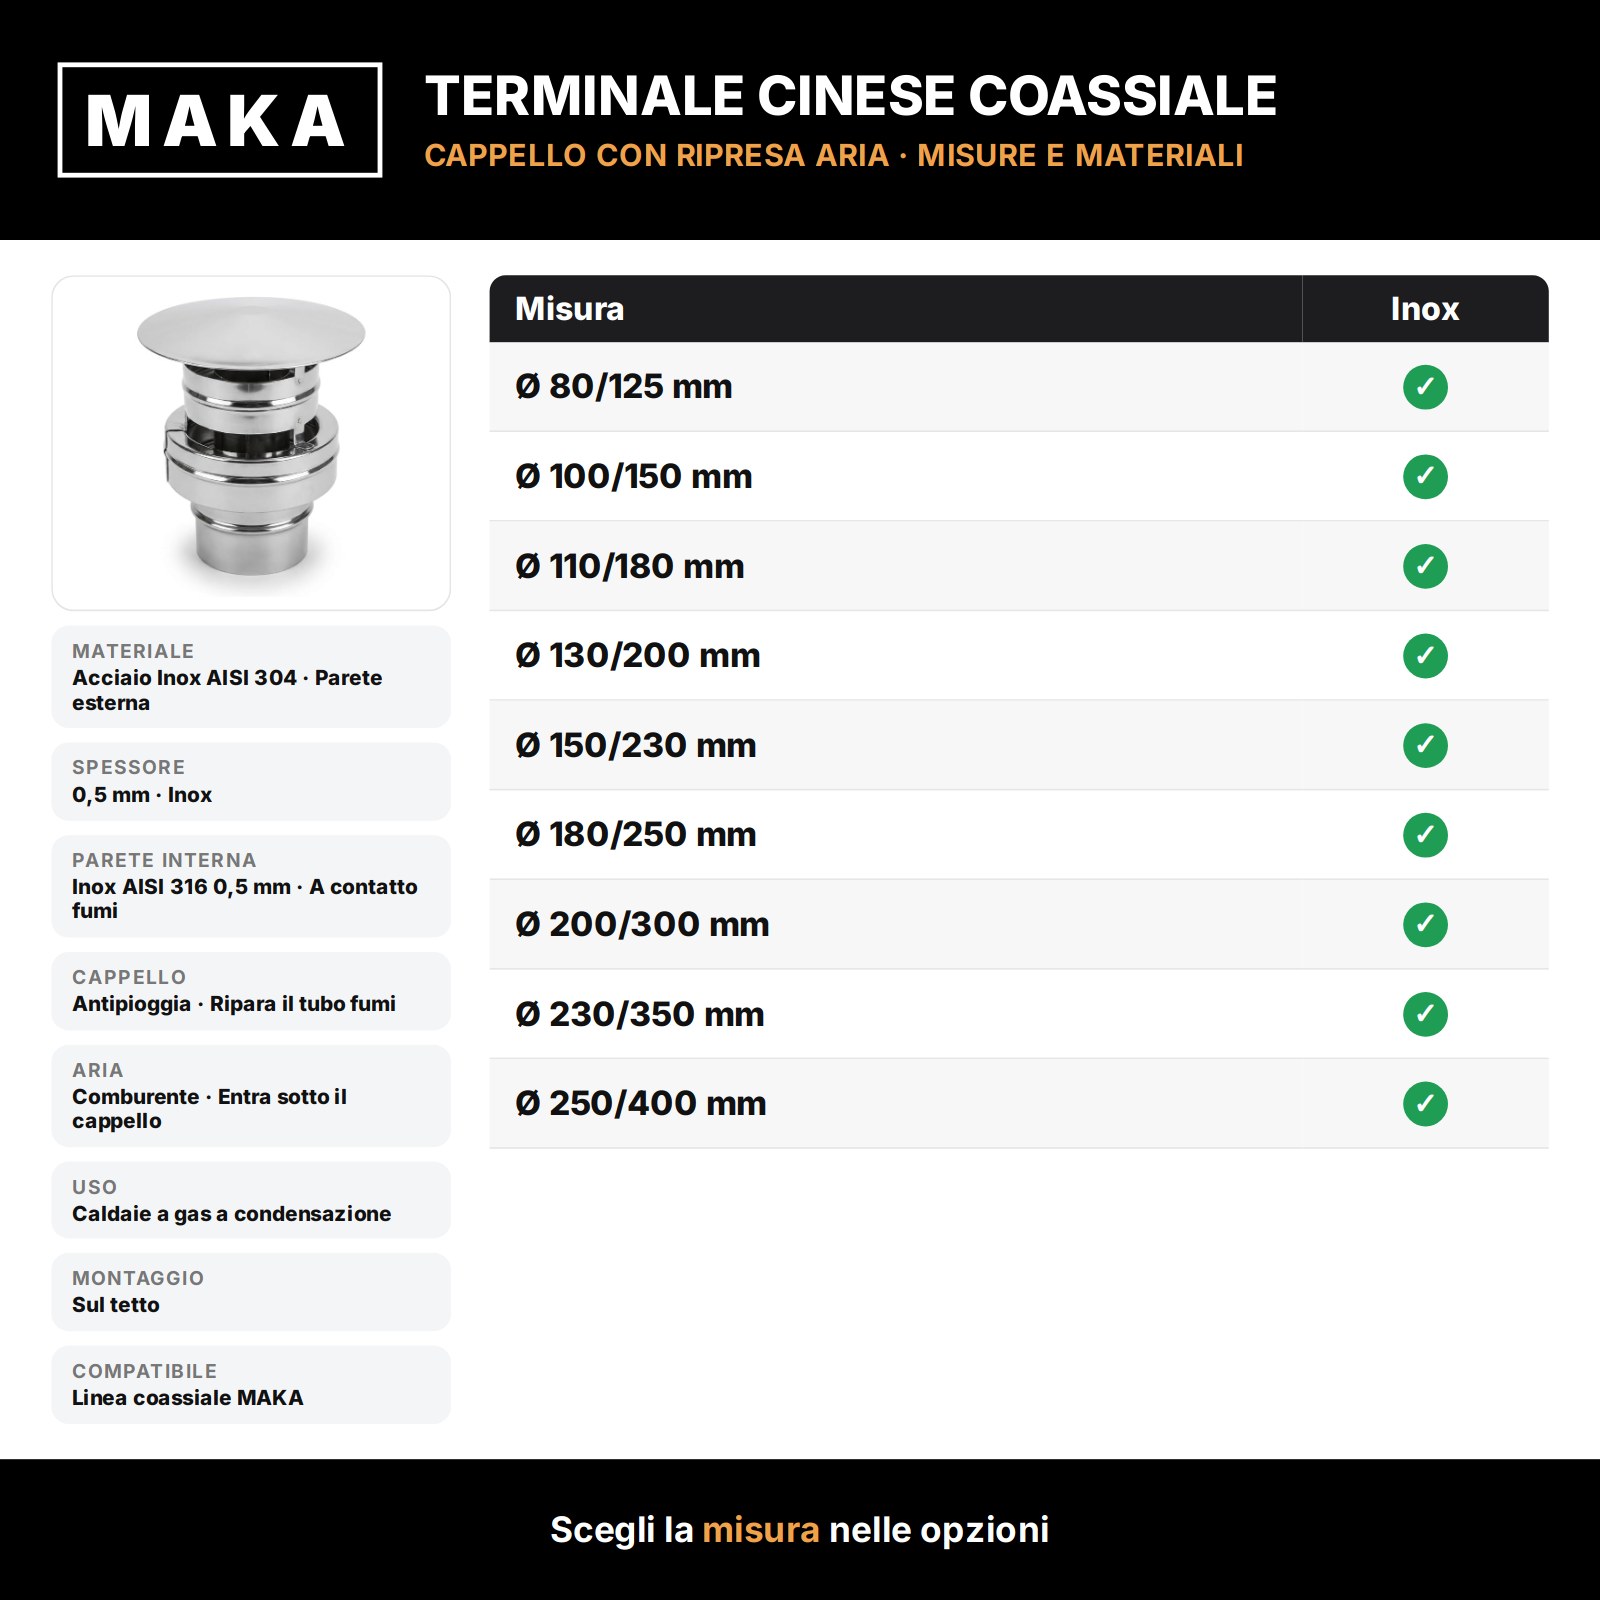 MAKA
TERMINALE CINESE COASSIALE
CAPPELLO CON RIPRESA ARIA · MISURE E MATERIALI
MATERIALE
Acciaio Inox AISI 304 · Parete
esterna
SPESSORE
0,5 mm · Inox
PARETE INTERNA
Inox AISI 316 0,5 mm · A contatto
fumi
CAPPELLO
Antipioggia · Ripara il tubo fumi
ARIA
Comburente · Entra sotto il
cappello
USO
Caldaie a gas a condensazione
MONTAGGIO
Sul tetto
COMPATIBILE
Linea coassiale MAKA
Misura Inox
Ø 80/125 mm ✓
Ø 100/150 mm ✓
Ø 110/180 mm ✓
Ø 130/200 mm ✓
Ø 150/230 mm ✓
Ø 180/250 mm ✓
Ø 200/300 mm ✓
Ø 230/350 mm ✓
Ø 250/400 mm ✓
Scegli la misura nelle opzioni